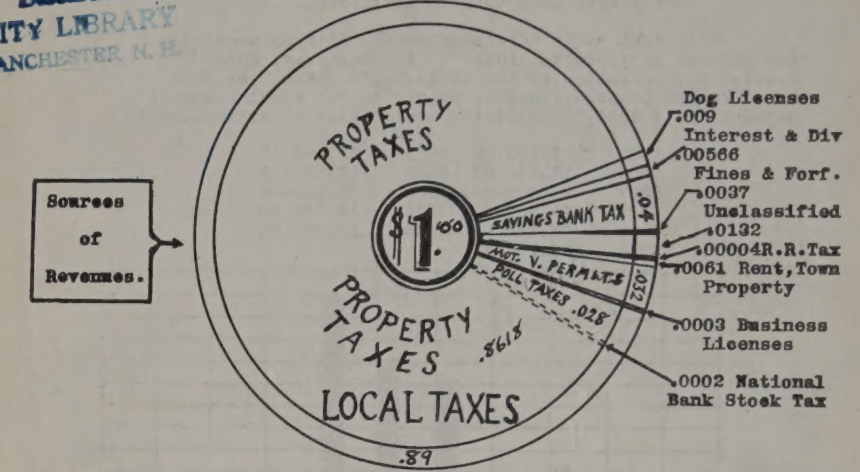 ITY LIBRARY
MANCHESTER N. H.
PROPERTY
TAXES
Sources
of
Revenues.
$1.00
Dog Licenses
.009
Interest & Div
.00566
Fines & Forf.
.0037
Unclassified
.0132
.00004R.R.Tax
.0061 Rent,Town
Property
.0003 Business
Licenses
.0002 National
Bank Stock Tax
.04
SAVINGS BANK TAX
MOT. V. PERMITS
.032
POLL TAXES .028
PROPERTY
TAXES
.8618
LOCAL TAXES
.89